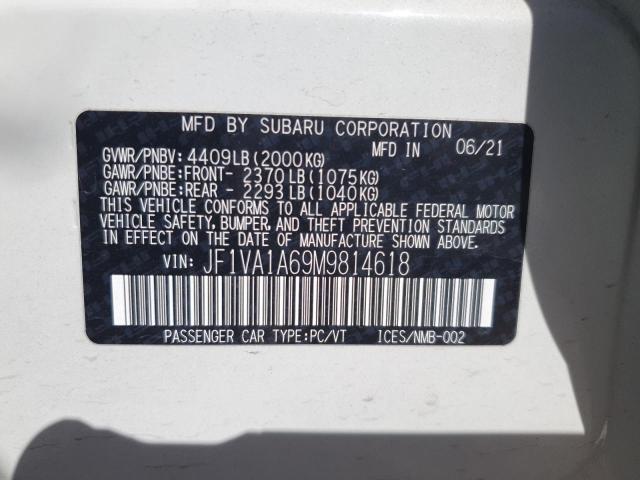 MFD BY SUBARU CORPORATION
GVWR/PNBV: 4409LB(2000KG) MFD IN 06/21
GAWR/PNBE:FRONT- 2370LB(1075KG)
GAWR/PNBE:REAR - 2293LB(1040KG)
THIS VEHICLE CONFORMS TO ALL APPLICABLE FEDERAL MOTOR
VEHICLE SAFETY, BUMPER, AND THEFT PREVENTION STANDARDS
IN EFFECT ON THE DATE OF MANUFACTURE SHOWN ABOVE.
VIN: JF1VA1A69M9814618
PASSENGER CAR TYPE:PC/VT ICES/NMB-002